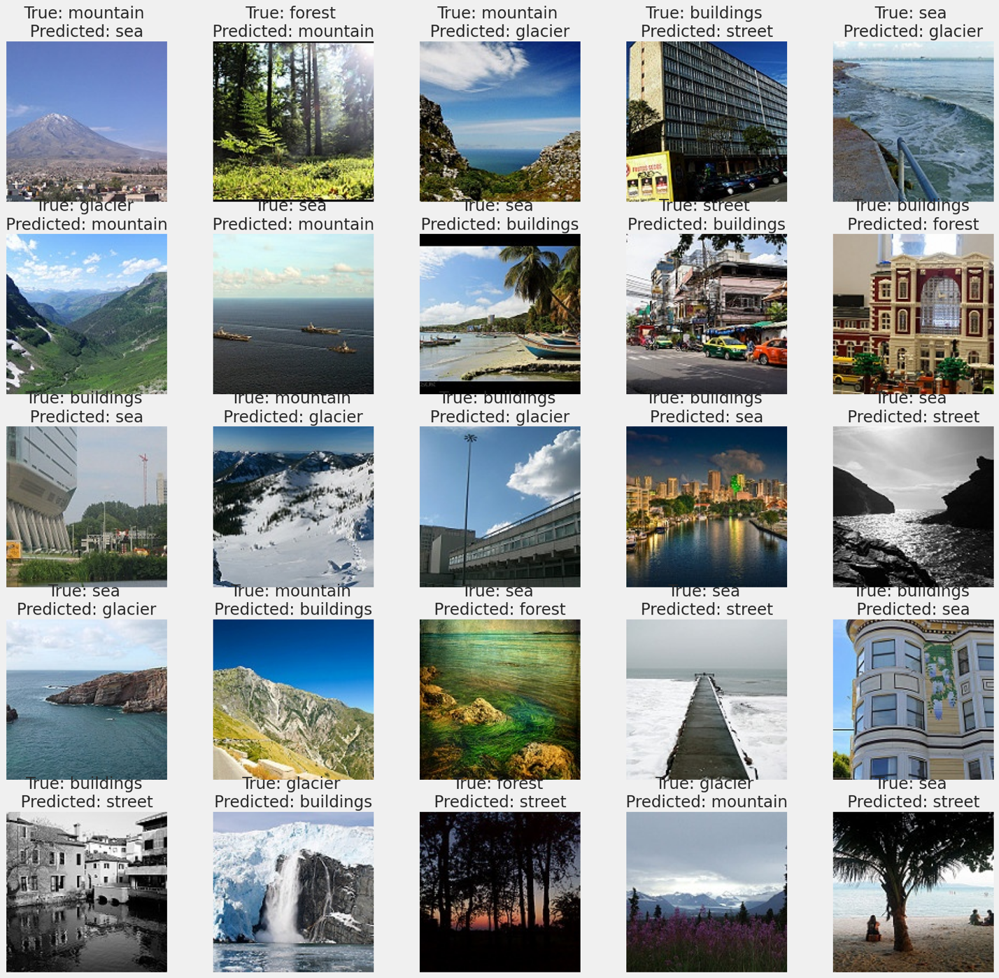 True: mountain
Predicted: sea
True: forest
Predicted: mountain
True: mountain
Predicted: glacier
True: buildings
Predicted: street
True: sea
Predicted: glacier
FRUTOS SECOS
True: glacier
Predicted: mountain
True: sea
Predicted: mountain
True: sea
Predicted: buildings
True: street
Predicted: buildings
True: buildings
Predicted: forest
True: buildings
Predicted: sea
True: mountain
Predicted: glacier
True: buildings
Predicted: glacier
True: buildings
Predicted: sea
True: sea
Predicted: street
True: sea
Predicted: glacier
True: mountain
Predicted: buildings
True: sea
Predicted: forest
True: sea
Predicted: street
True: buildings
Predicted: sea
True: buildings
Predicted: street
True: glacier
Predicted: buildings
True: forest
Predicted: street
True: glacier
Predicted: mountain
True: sea
Predicted: street